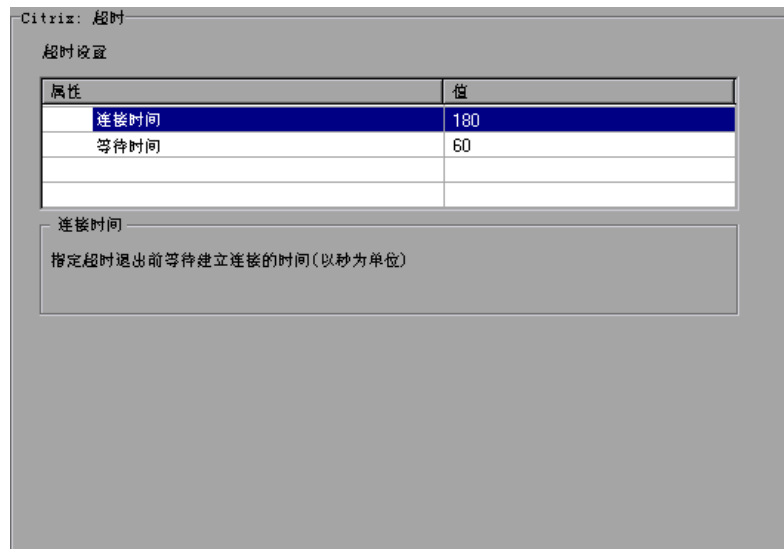 Citrix: 超时
超时设置
属性 值
连接时间 180
等待时间 60
连接时间
指定超时退出前等待建立连接的时间(以秒为单位)